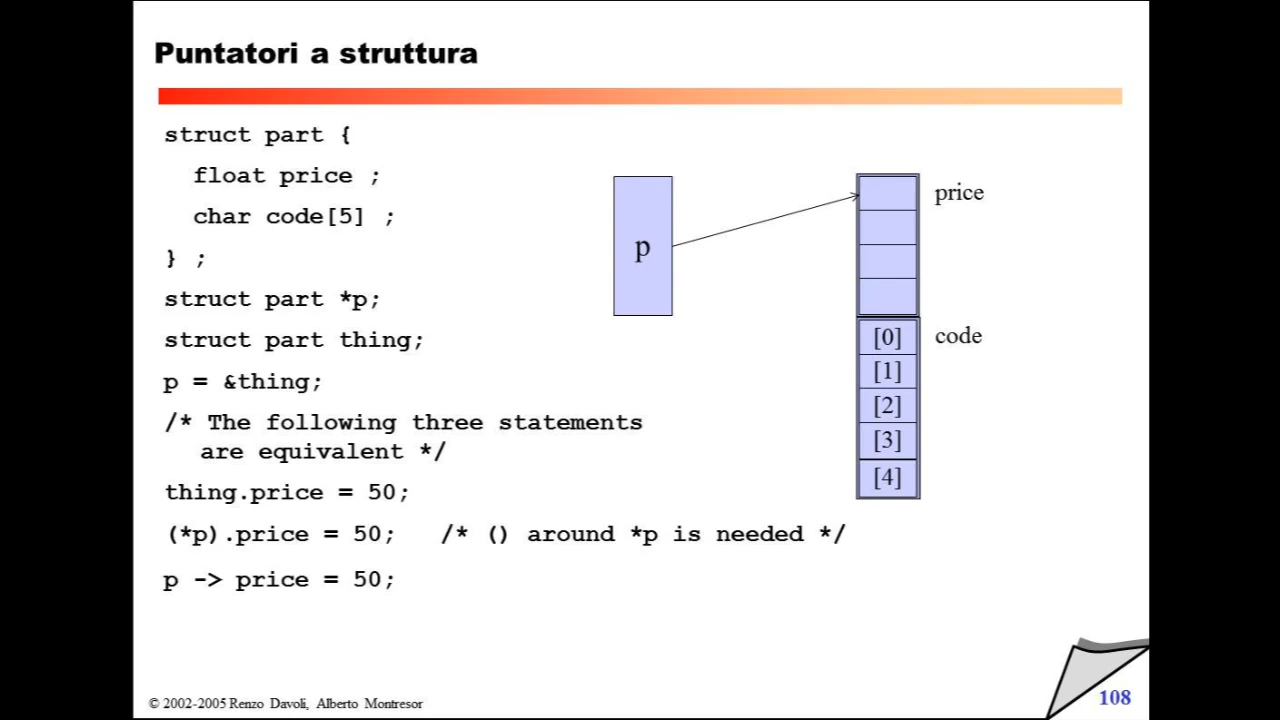 Puntatori a struttura
struct part {
float price ;
char code[5] ;
} ;
struct part *p;
struct part thing;
p = &thing;
/* The following three statements
are equivalent */
thing.price = 50;
(*p).price = 50; /* () around *p is needed */
p -> price = 50;
p
price
[0]
code
[1]
[2]
[3]
[4]
© 2002-2005 Renzo Davoli, Alberto Montresor
108